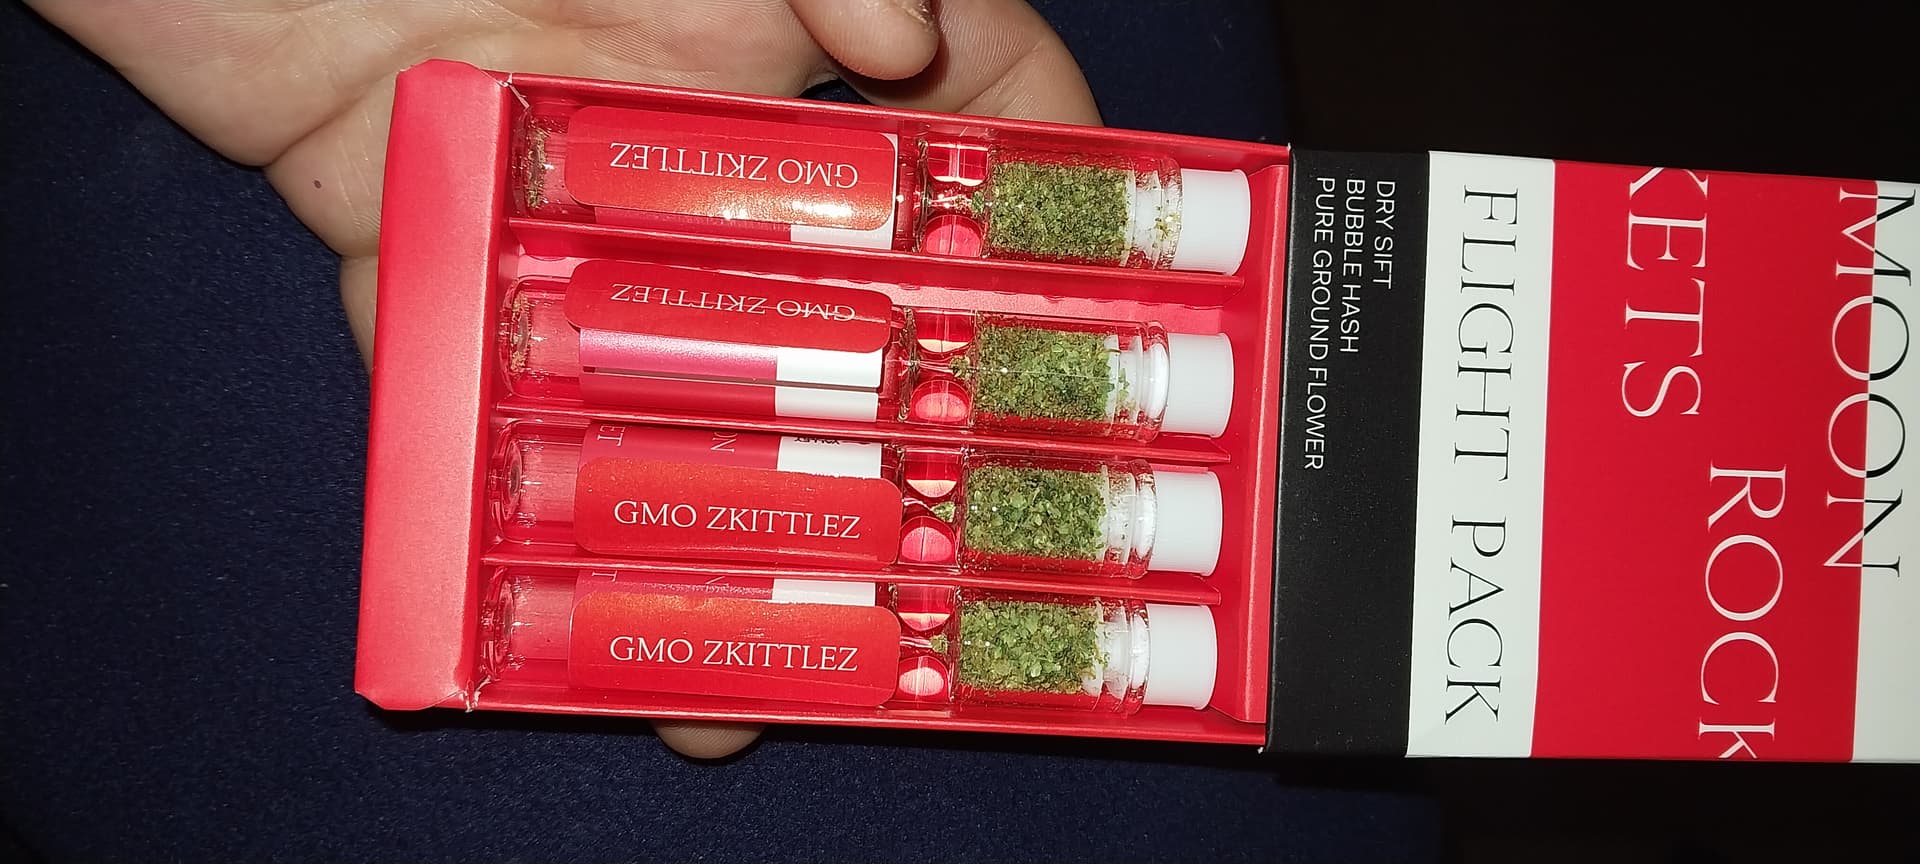 MOON
ROCK
KETS
FLIGHT PACK
DRY SIFT
BUBBLE HASH
PURE GROUND FLOWER
GMO ZKITTLEZ
GMO ZKITTLEZ
GMO ZKITTLEZ
GMO ZKITTLEZ